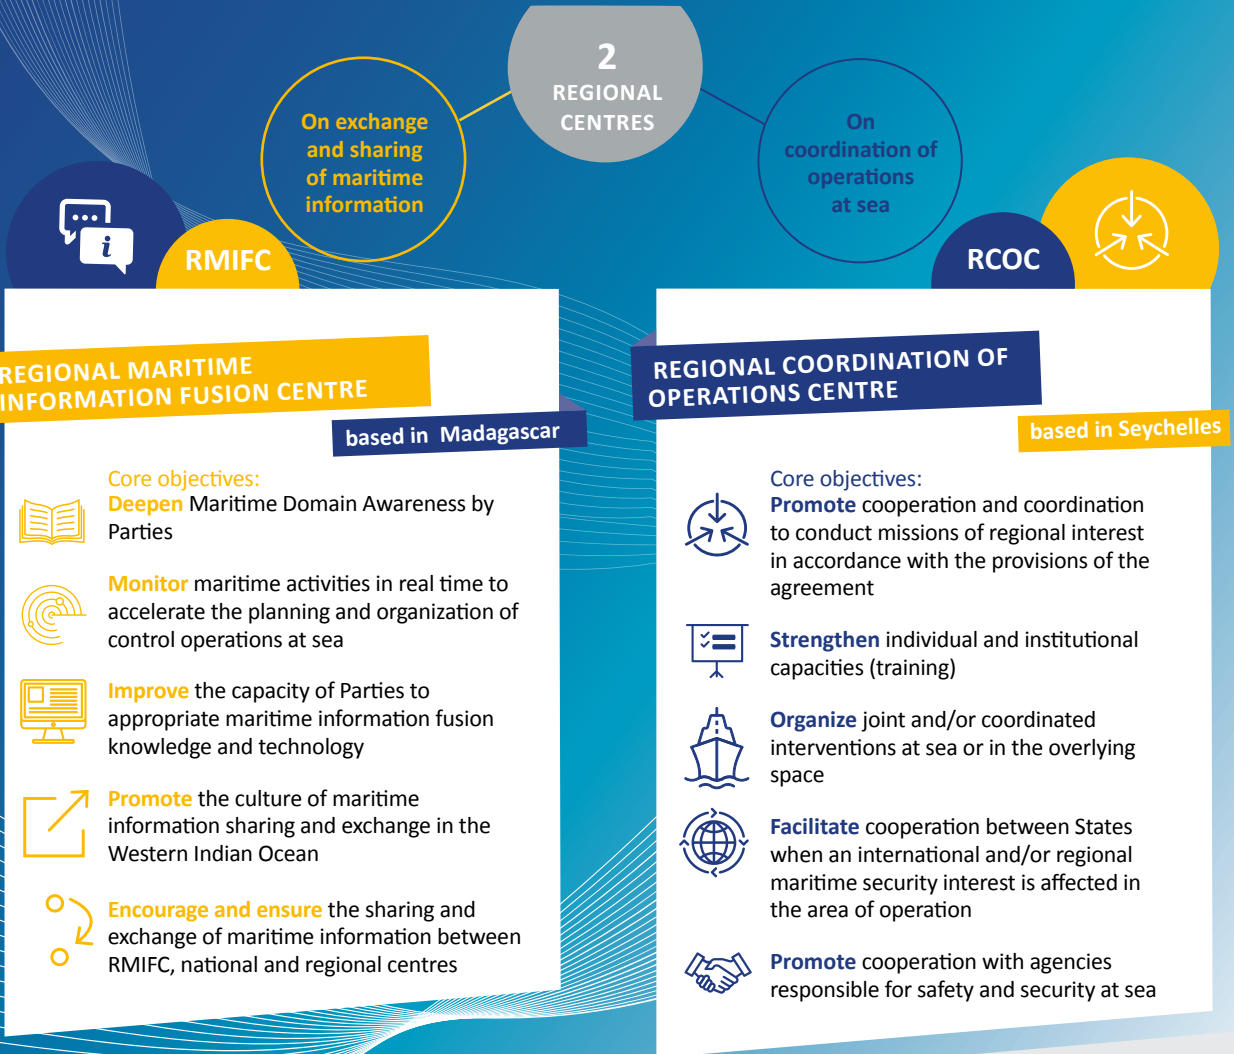 2
REGIONAL
CENTRES
On exchange
and sharing
of maritime
information
On
coordination of
operations
at sea
RMIFC
RCOC
REGIONAL MARITIME
INFORMATION FUSION CENTRE
based in Madagascar
Core objectives:
Deepen Maritime Domain Awareness by
Parties
Monitor maritime activities in real time to
accelerate the planning and organization of
control operations at sea
Improve the capacity of Parties to
appropriate maritime information fusion
knowledge and technology
Promote the culture of maritime
information sharing and exchange in the
Western Indian Ocean
Encourage and ensure the sharing and
exchange of maritime information between
RMIFC, national and regional centres
REGIONAL COORDINATION OF
OPERATIONS CENTRE
based in Seychelles
Core objectives:
Promote cooperation and coordination
to conduct missions of regional interest
in accordance with the provisions of the
agreement
Strengthen individual and institutional
capacities (training)
Organize joint and/or coordinated
interventions at sea or in the overlying
space
Facilitate cooperation between States
when an international and/or regional
maritime security interest is affected in
the area of operation
Promote cooperation with agencies
responsible for safety and security at sea